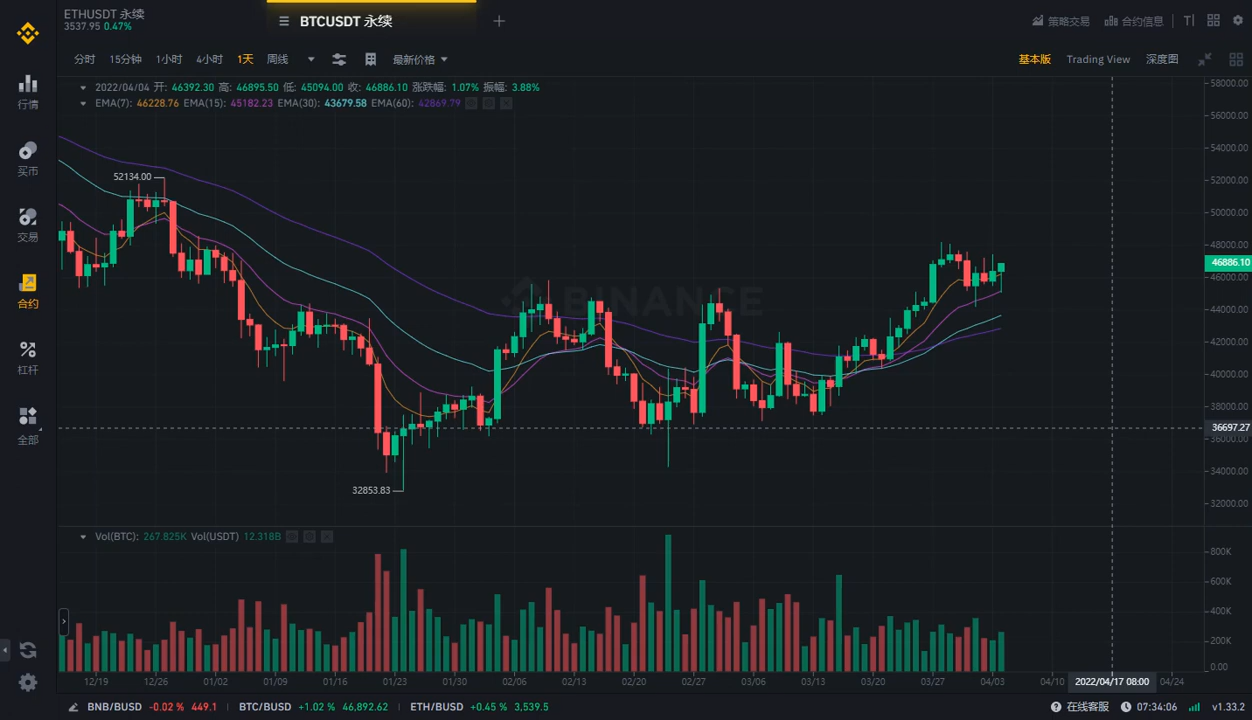 ETHUSDT 永续
3537.95 0.47%
BTCUSDT 永续
策略交易 合约信息
行情
买币
交易
合约
杠杆
全部
分时 15分钟 1小时 4小时 1天 周线 最新价格
基本版 Trading View 深度图
2022/04/04 开: 46392.30 高: 46895.50 低: 45094.00 收: 46886.10 涨跌幅: 1.07% 振幅: 3.88%
EMA(7): 46228.76 EMA(15): 45182.23 EMA(30): 43679.58 EMA(60): 42869.79
52134.00
32853.83
BINANCE
58000.00
56000.00
54000.00
52000.00
50000.00
48000.00
46886.10
46000.00
44000.00
42000.00
40000.00
38000.00
36697.27
36000.00
34000.00
32000.00
Vol(BTC): 267.825K Vol(USDT) 12.318B
800K
600K
400K
200K
0.00
12/19 12/26 01/02 01/09 01/16 01/23 01/30 02/06 02/13 02/20 02/27 03/06 03/13 03/20 03/27 04/03 04/10 2022/04/17 08:00 04/24
BNB/BUSD -0.02 % 449.1 BTC/BUSD +1.02 % 46,892.62 ETH/BUSD +0.45 % 3,539.5
在线客服 07:34:06 v1.33.2